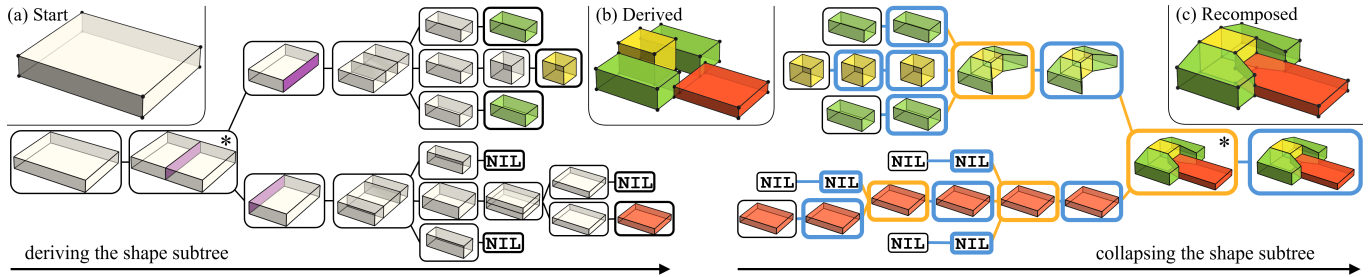 (a) Start
(b) Derived
(c) Recomposed
*
*
NIL
NIL
NIL
NIL
NIL
NIL
NIL
NIL
NIL
deriving the shape subtree
collapsing the shape subtree